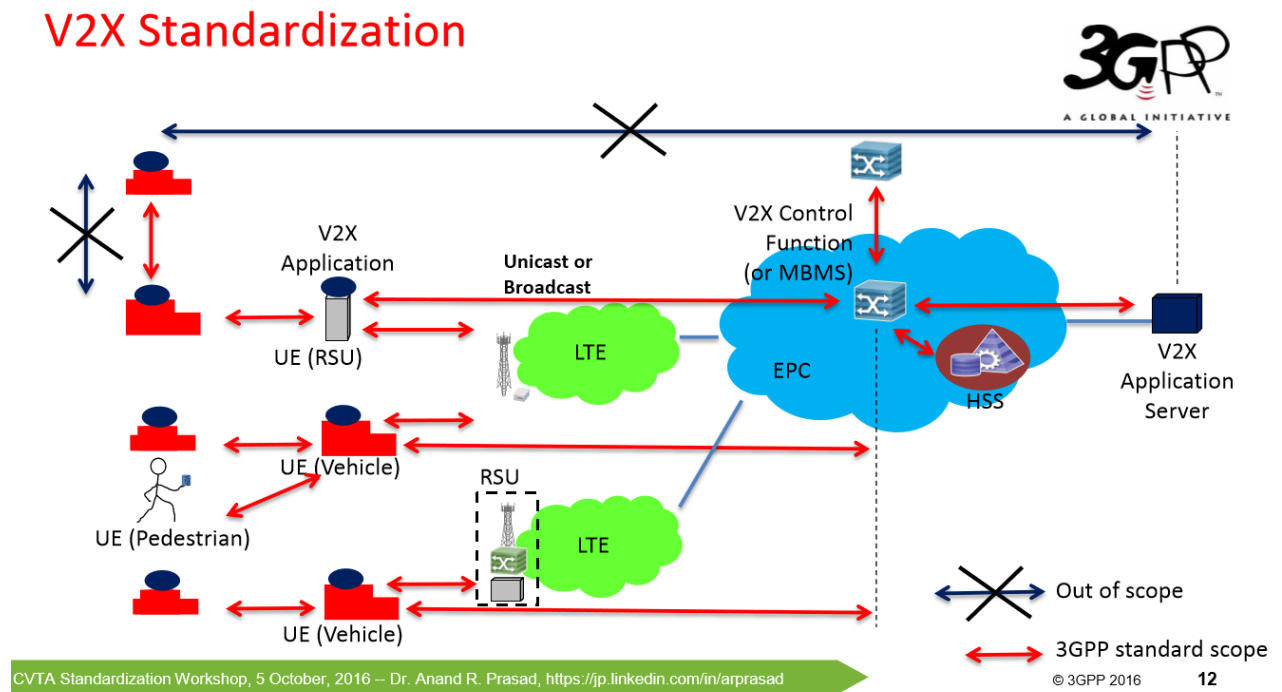 V2X Standardization
3GPP
TM
A GLOBAL INITIATIVE
V2X Control
Function
(or MBMS)
V2X
Application
Unicast or
Broadcast
UE (RSU)
LTE
EPC
HSS
V2X
Application
Server
UE (Vehicle)
RSU
UE (Pedestrian)
LTE
UE (Vehicle)
Out of scope
3GPP standard scope
CVTA Standardization Workshop, 5 October, 2016 -- Dr. Anand R. Prasad, https://jp.linkedin.com/in/arprasad
© 3GPP 2016
12